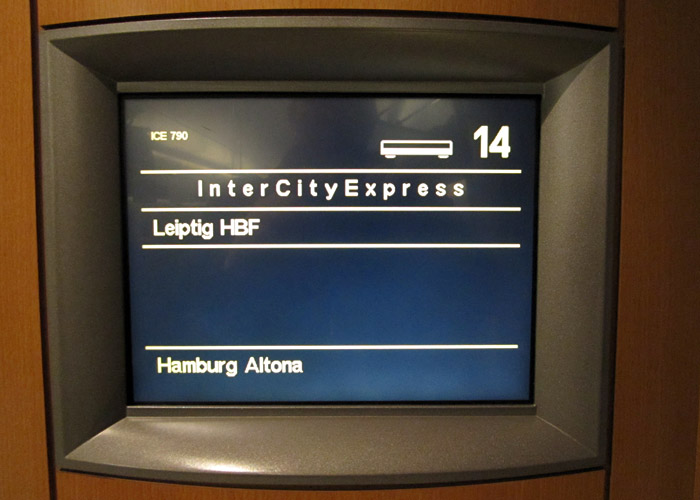 ICE 790
14
InterCityExpress
Leiptig HBF
Hamburg Altona